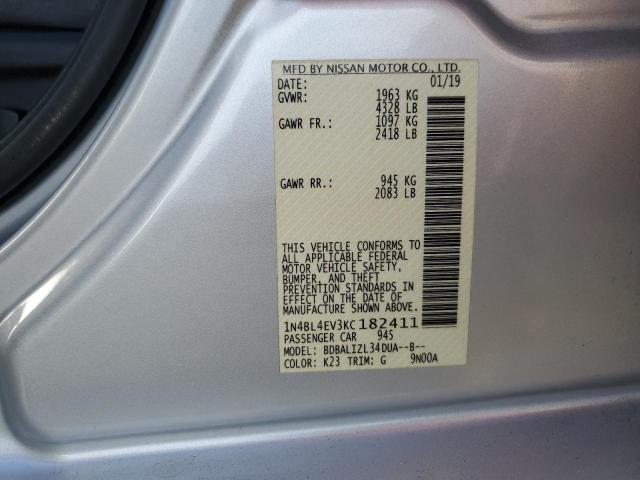 MFD BY NISSAN MOTOR CO., LTD.
DATE: 01/19
GVWR: 1963 KG
4328 LB
GAWR FR.: 1097 KG
2418 LB
GAWR RR.: 945 KG
2083 LB
THIS VEHICLE CONFORMS TO
ALL APPLICABLE FEDERAL
MOTOR VEHICLE SAFETY,
BUMPER, AND THEFT
PREVENTION STANDARDS IN
EFFECT ON THE DATE OF
MANUFACTURE SHOWN ABOVE.
1N4BL4EV3KC182411
PASSENGER CAR 94S
MODEL: BDBALIZL34DUA--B--
COLOR: K23 TRIM: G 9N00A